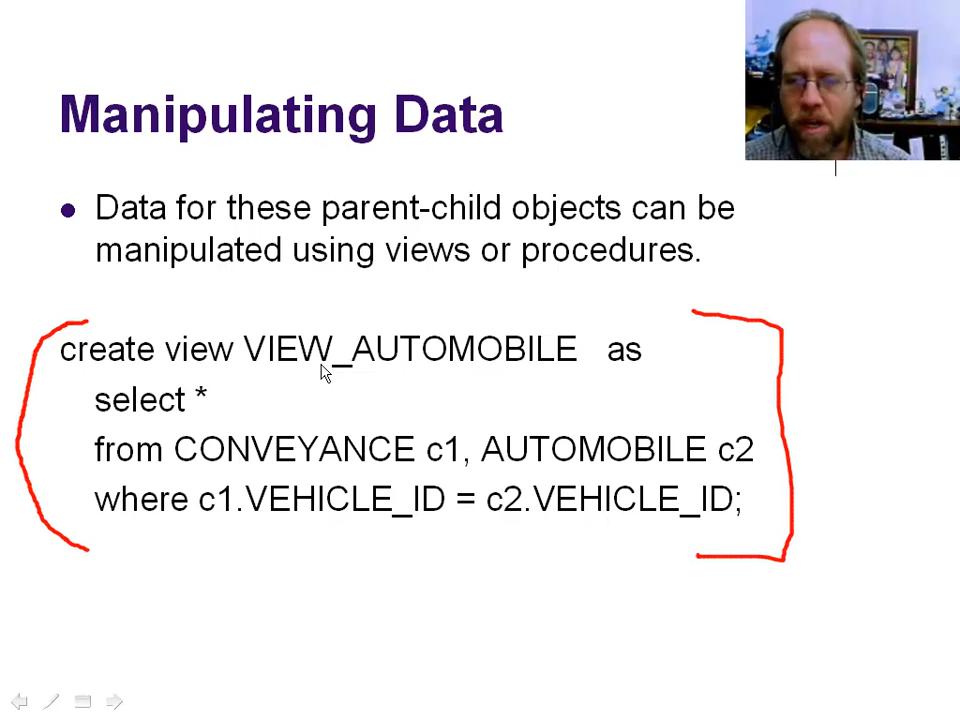 Manipulating Data
Data for these parent-child objects can be
manipulated using views or procedures.
create view VIEW_AUTOMOBILE as
select *
from CONVEYANCE c1, AUTOMOBILE c2
where c1.VEHICLE_ID = c2.VEHICLE_ID;